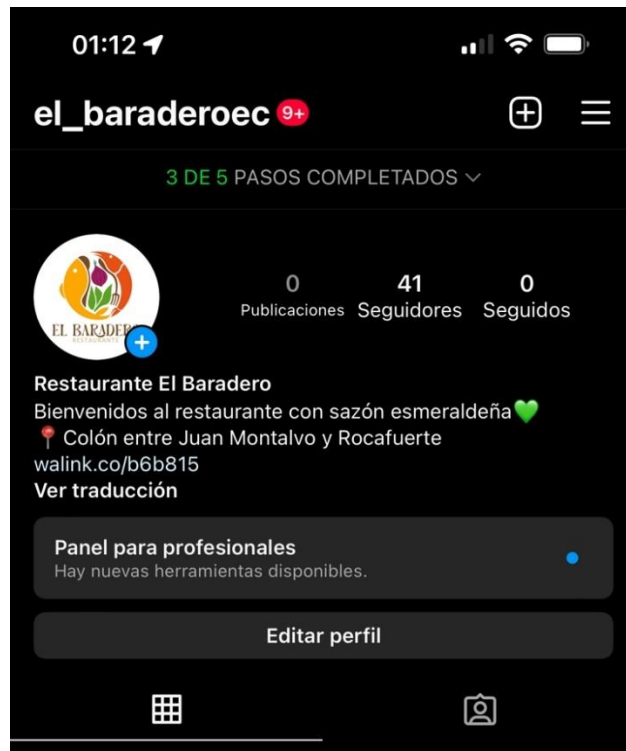 01:12
el_baraderoec 9+
3 DE 5 PASOS COMPLETADOS
EL BARADERO
RESTAURANTE
0 41 0
Publicaciones Seguidores Seguidos
Restaurante El Baradero
Bienvenidos al restaurante con sazón esmeraldeña💚
📍 Colón entre Juan Montalvo y Rocafuerte
walink.co/b6b815
Ver traducción
Panel para profesionales
Hay nuevas herramientas disponibles.
Editar perfil